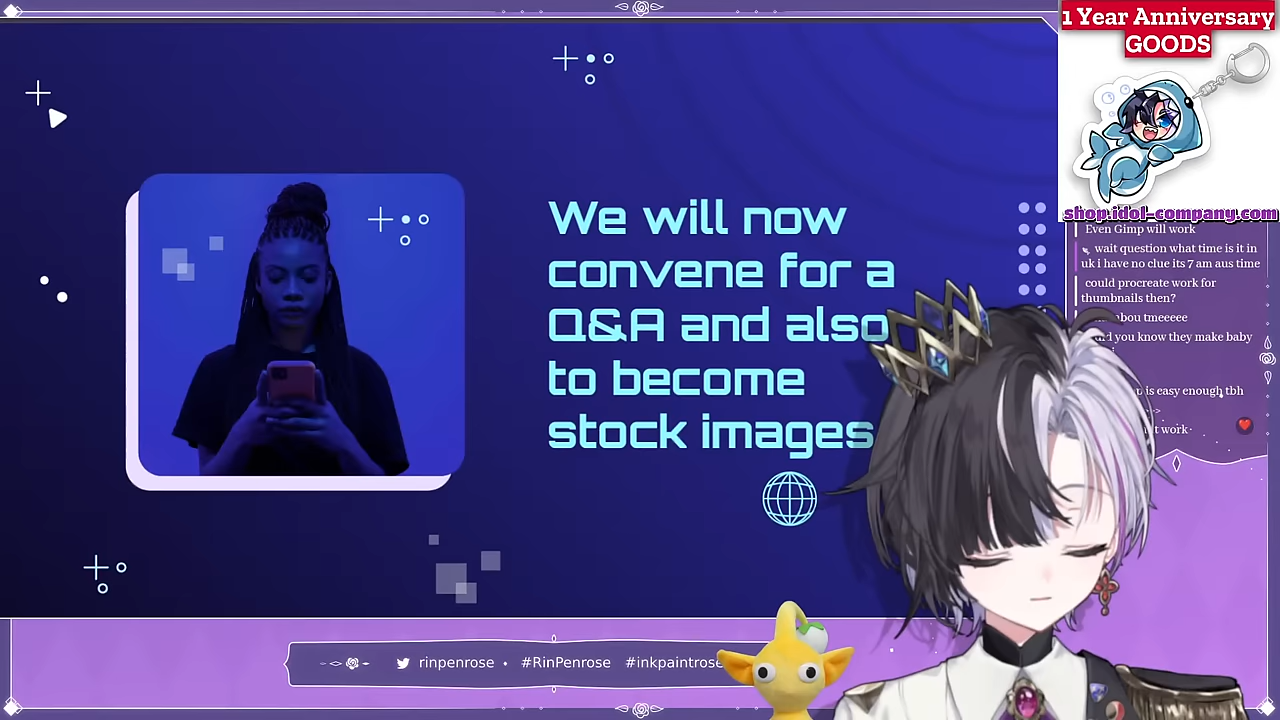 1 Year Anniversary
GOODS
shop.idol-company.com
We will now
convene for a
Q&A and also
to become
stock images
Even Gimp will work
wait question what time is it in
uk i have no clue its 7 am aus time
could procreate work for
thumbnails then?
you know they make baby
is easy enough tbh
work
rinpenrose • #RinPenrose #inkpaintrose